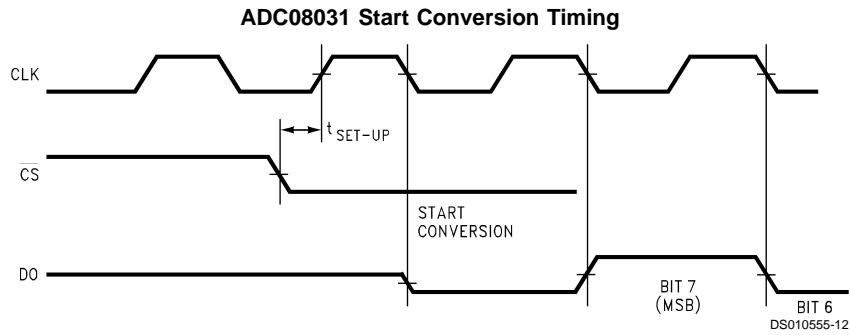 ADC08031 Start Conversion Timing
CLK
t SET-UP
CS
START
CONVERSION
DO
BIT 7
(MSB)
BIT 6
DS010555-12